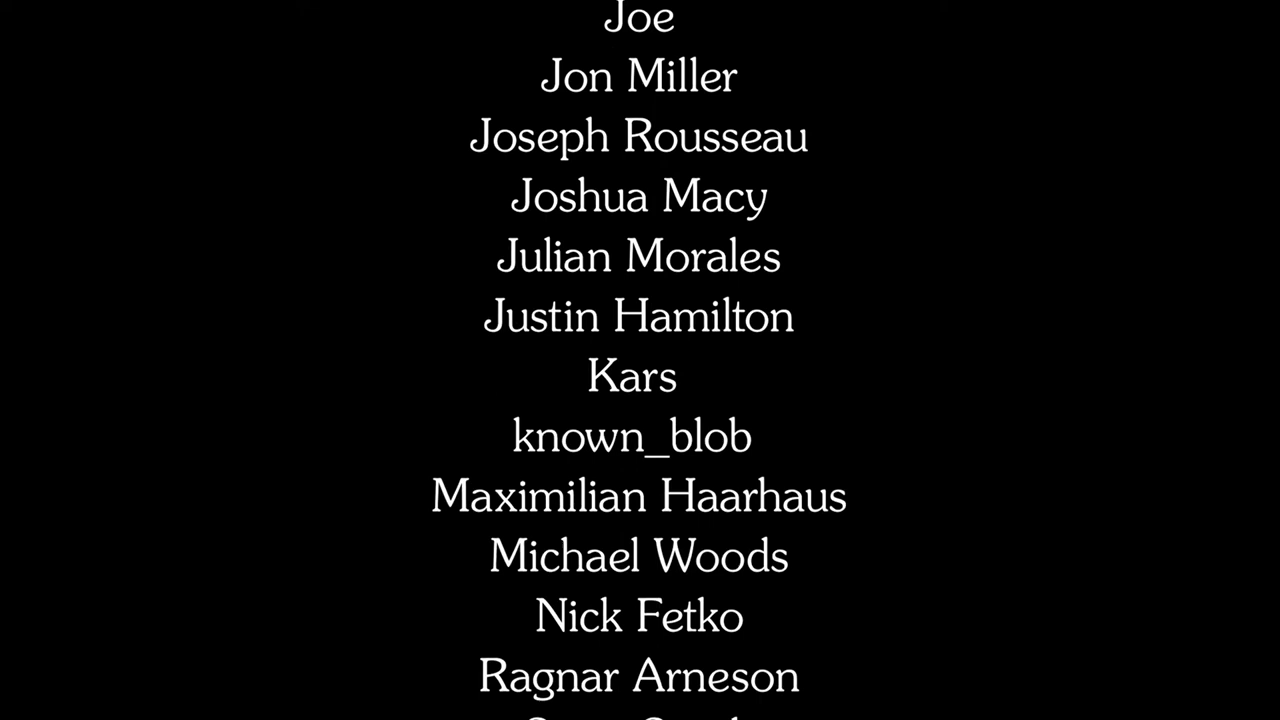 Joe
Jon Miller
Joseph Rousseau
Joshua Macy
Julian Morales
Justin Hamilton
Kars
known_blob
Maximilian Haarhaus
Michael Woods
Nick Fetko
Ragnar Arneson